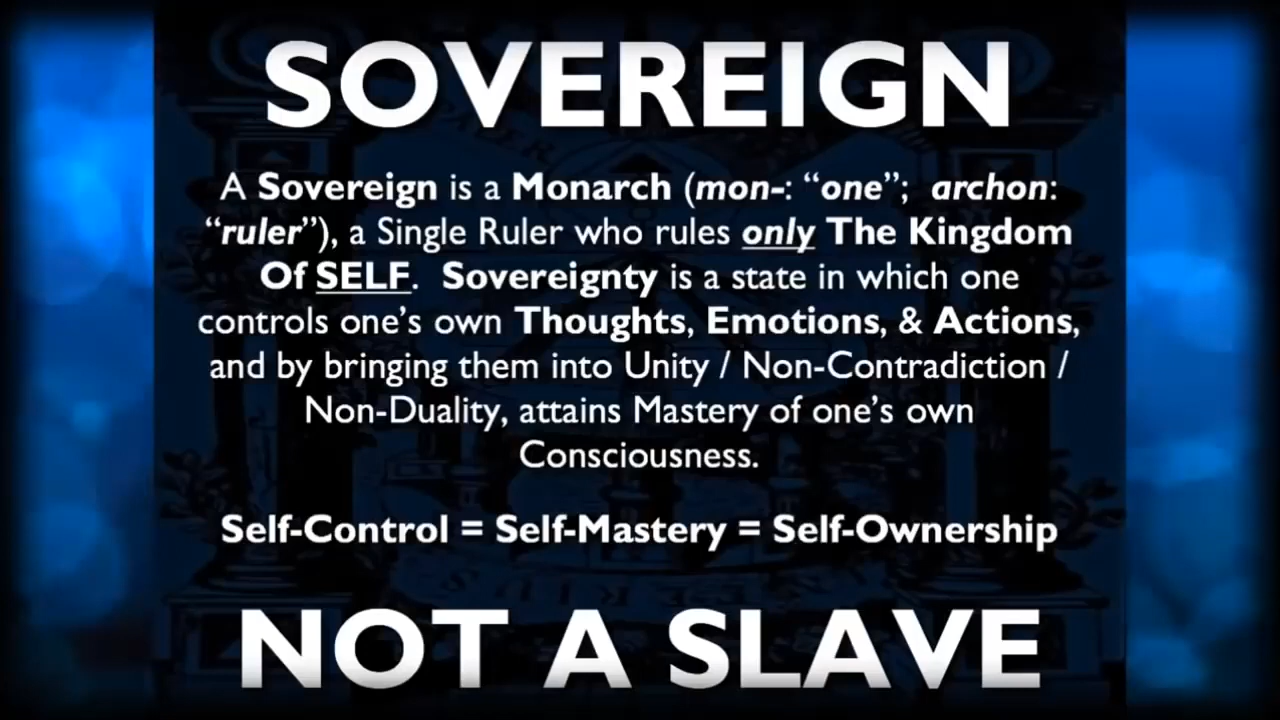 SOVEREIGN
A Sovereign is a Monarch (mon-: “one”; archon:
“ruler”), a Single Ruler who rules only The Kingdom
Of SELF. Sovereignty is a state in which one
controls one’s own Thoughts, Emotions, & Actions,
and by bringing them into Unity / Non-Contradiction /
Non-Duality, attains Mastery of one’s own
Consciousness.
Self-Control = Self-Mastery = Self-Ownership
NOT A SLAVE